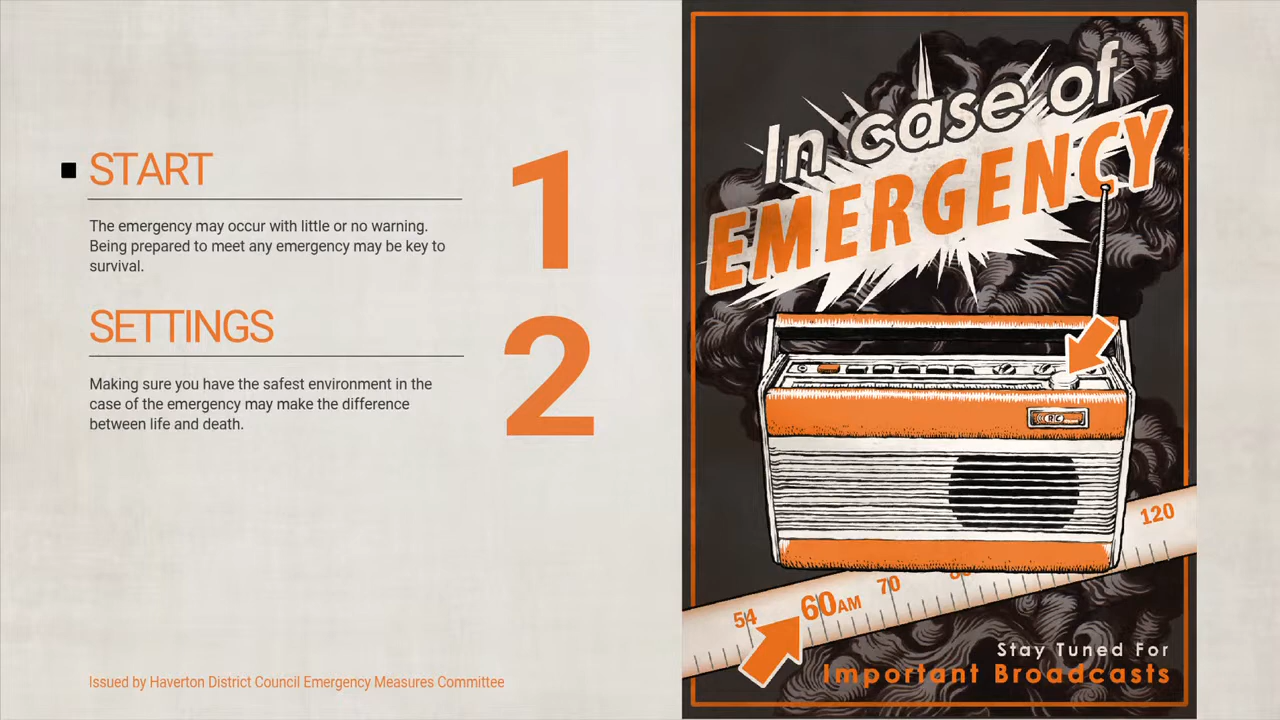 START
1
The emergency may occur with little or no warning.
Being prepared to meet any emergency may be key to
survival.
SETTINGS
2
Making sure you have the safest environment in the
case of the emergency may make the difference
between life and death.
Issued by Haverton District Council Emergency Measures Committee
In case of
EMERGENCY
54
60AM
70
120
Stay Tuned For
Important Broadcasts